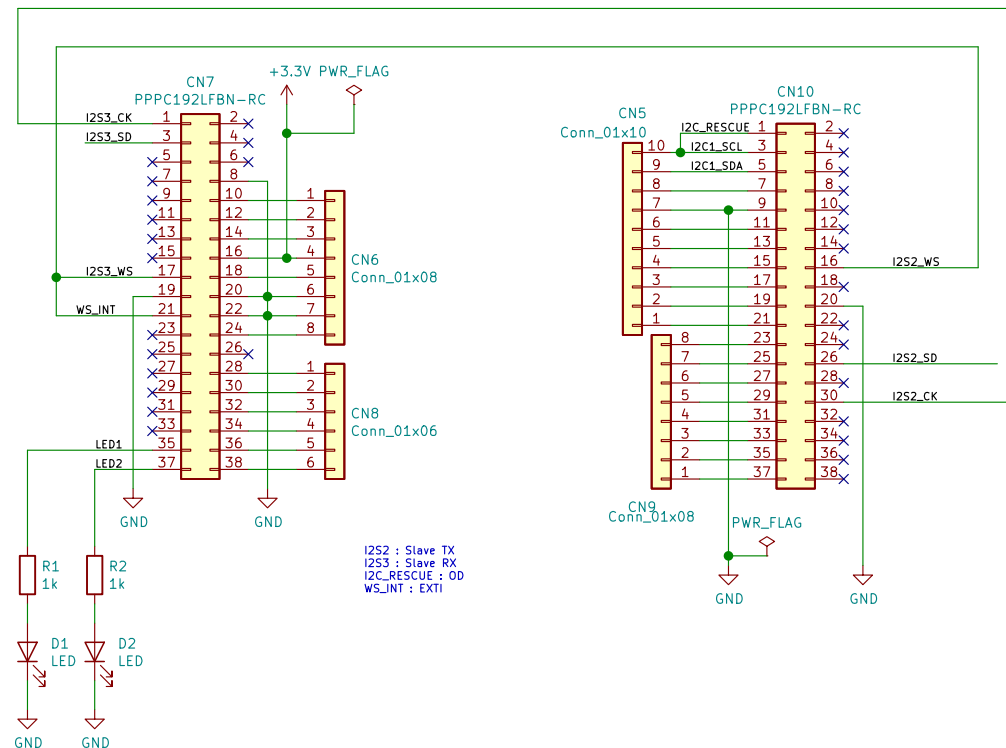 +3.3V PWR_FLAG
CN7
PPPC192LFBN-RC
I2S3_CK 1 2
I2S3_SD 3 4
5 6
7 8
9 10 1
11 12 2
13 14 3
15 16 4
I2S3_WS 17 18 5
19 20 6
WS_INT 21 22 7
23 24 8
25 26
27 28 1
29 30 2
31 32 3
33 34 4
LED1 35 36 5
LED2 37 38 6
CN6
Conn_01x08
CN8
Conn_01x06
GND
GND
CN5
Conn_01x10
CN10
PPPC192LFBN-RC
I2C_RESCUE 1 2
10 I2C1_SCL 3 4
9 I2C1_SDA 5 6
8 7 8
7 9 10
6 11 12
5 13 14
4 15 16 I2S2_WS
3 17 18
2 19 20
1 21 22
8 23 24
7 25 26 I2S2_SD
6 27 28
5 29 30 I2S2_CK
4 31 32
3 33 34
2 35 36
1 37 38
CN9
Conn_01x08
PWR_FLAG
GND
GND
I2S2 : Slave TX
I2S3 : Slave RX
I2C_RESCUE : OD
WS_INT : EXTI
R1
1k
R2
1k
D1
LED
D2
LED
GND
GND